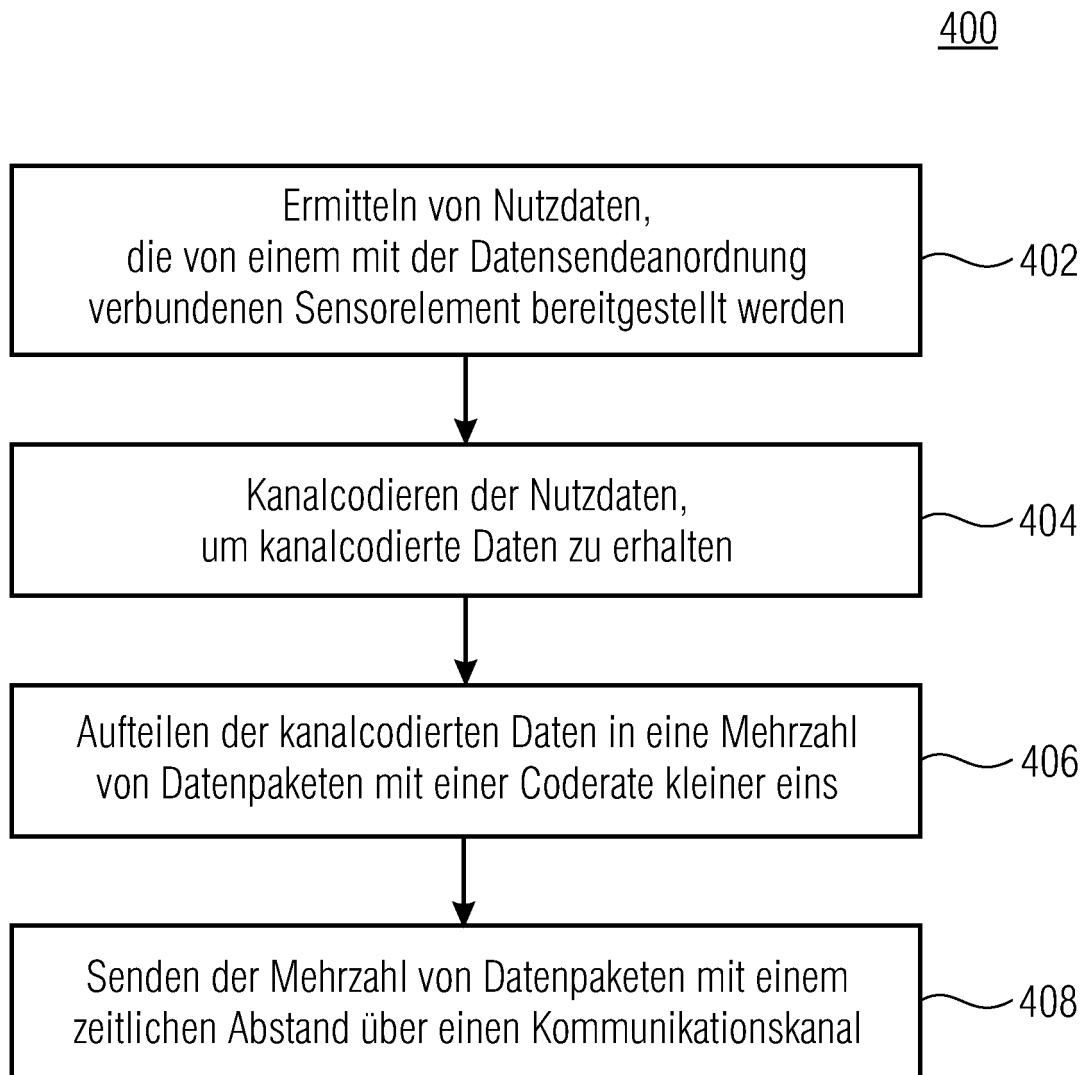 400
Ermitteln von Nutzdaten,
die von einem mit der Datensendeanordnung
verbundenen Sensorelement bereitgestellt werden
402
Kanalcodieren der Nutzdaten,
um kanalcodierte Daten zu erhalten
404
Aufteilen der kanalcodierten Daten in eine Mehrzahl
von Datenpaketen mit einer Coderate kleiner eins
406
Senden der Mehrzahl von Datenpaketen mit einem
zeitlichen Abstand über einen Kommunikationskanal
408